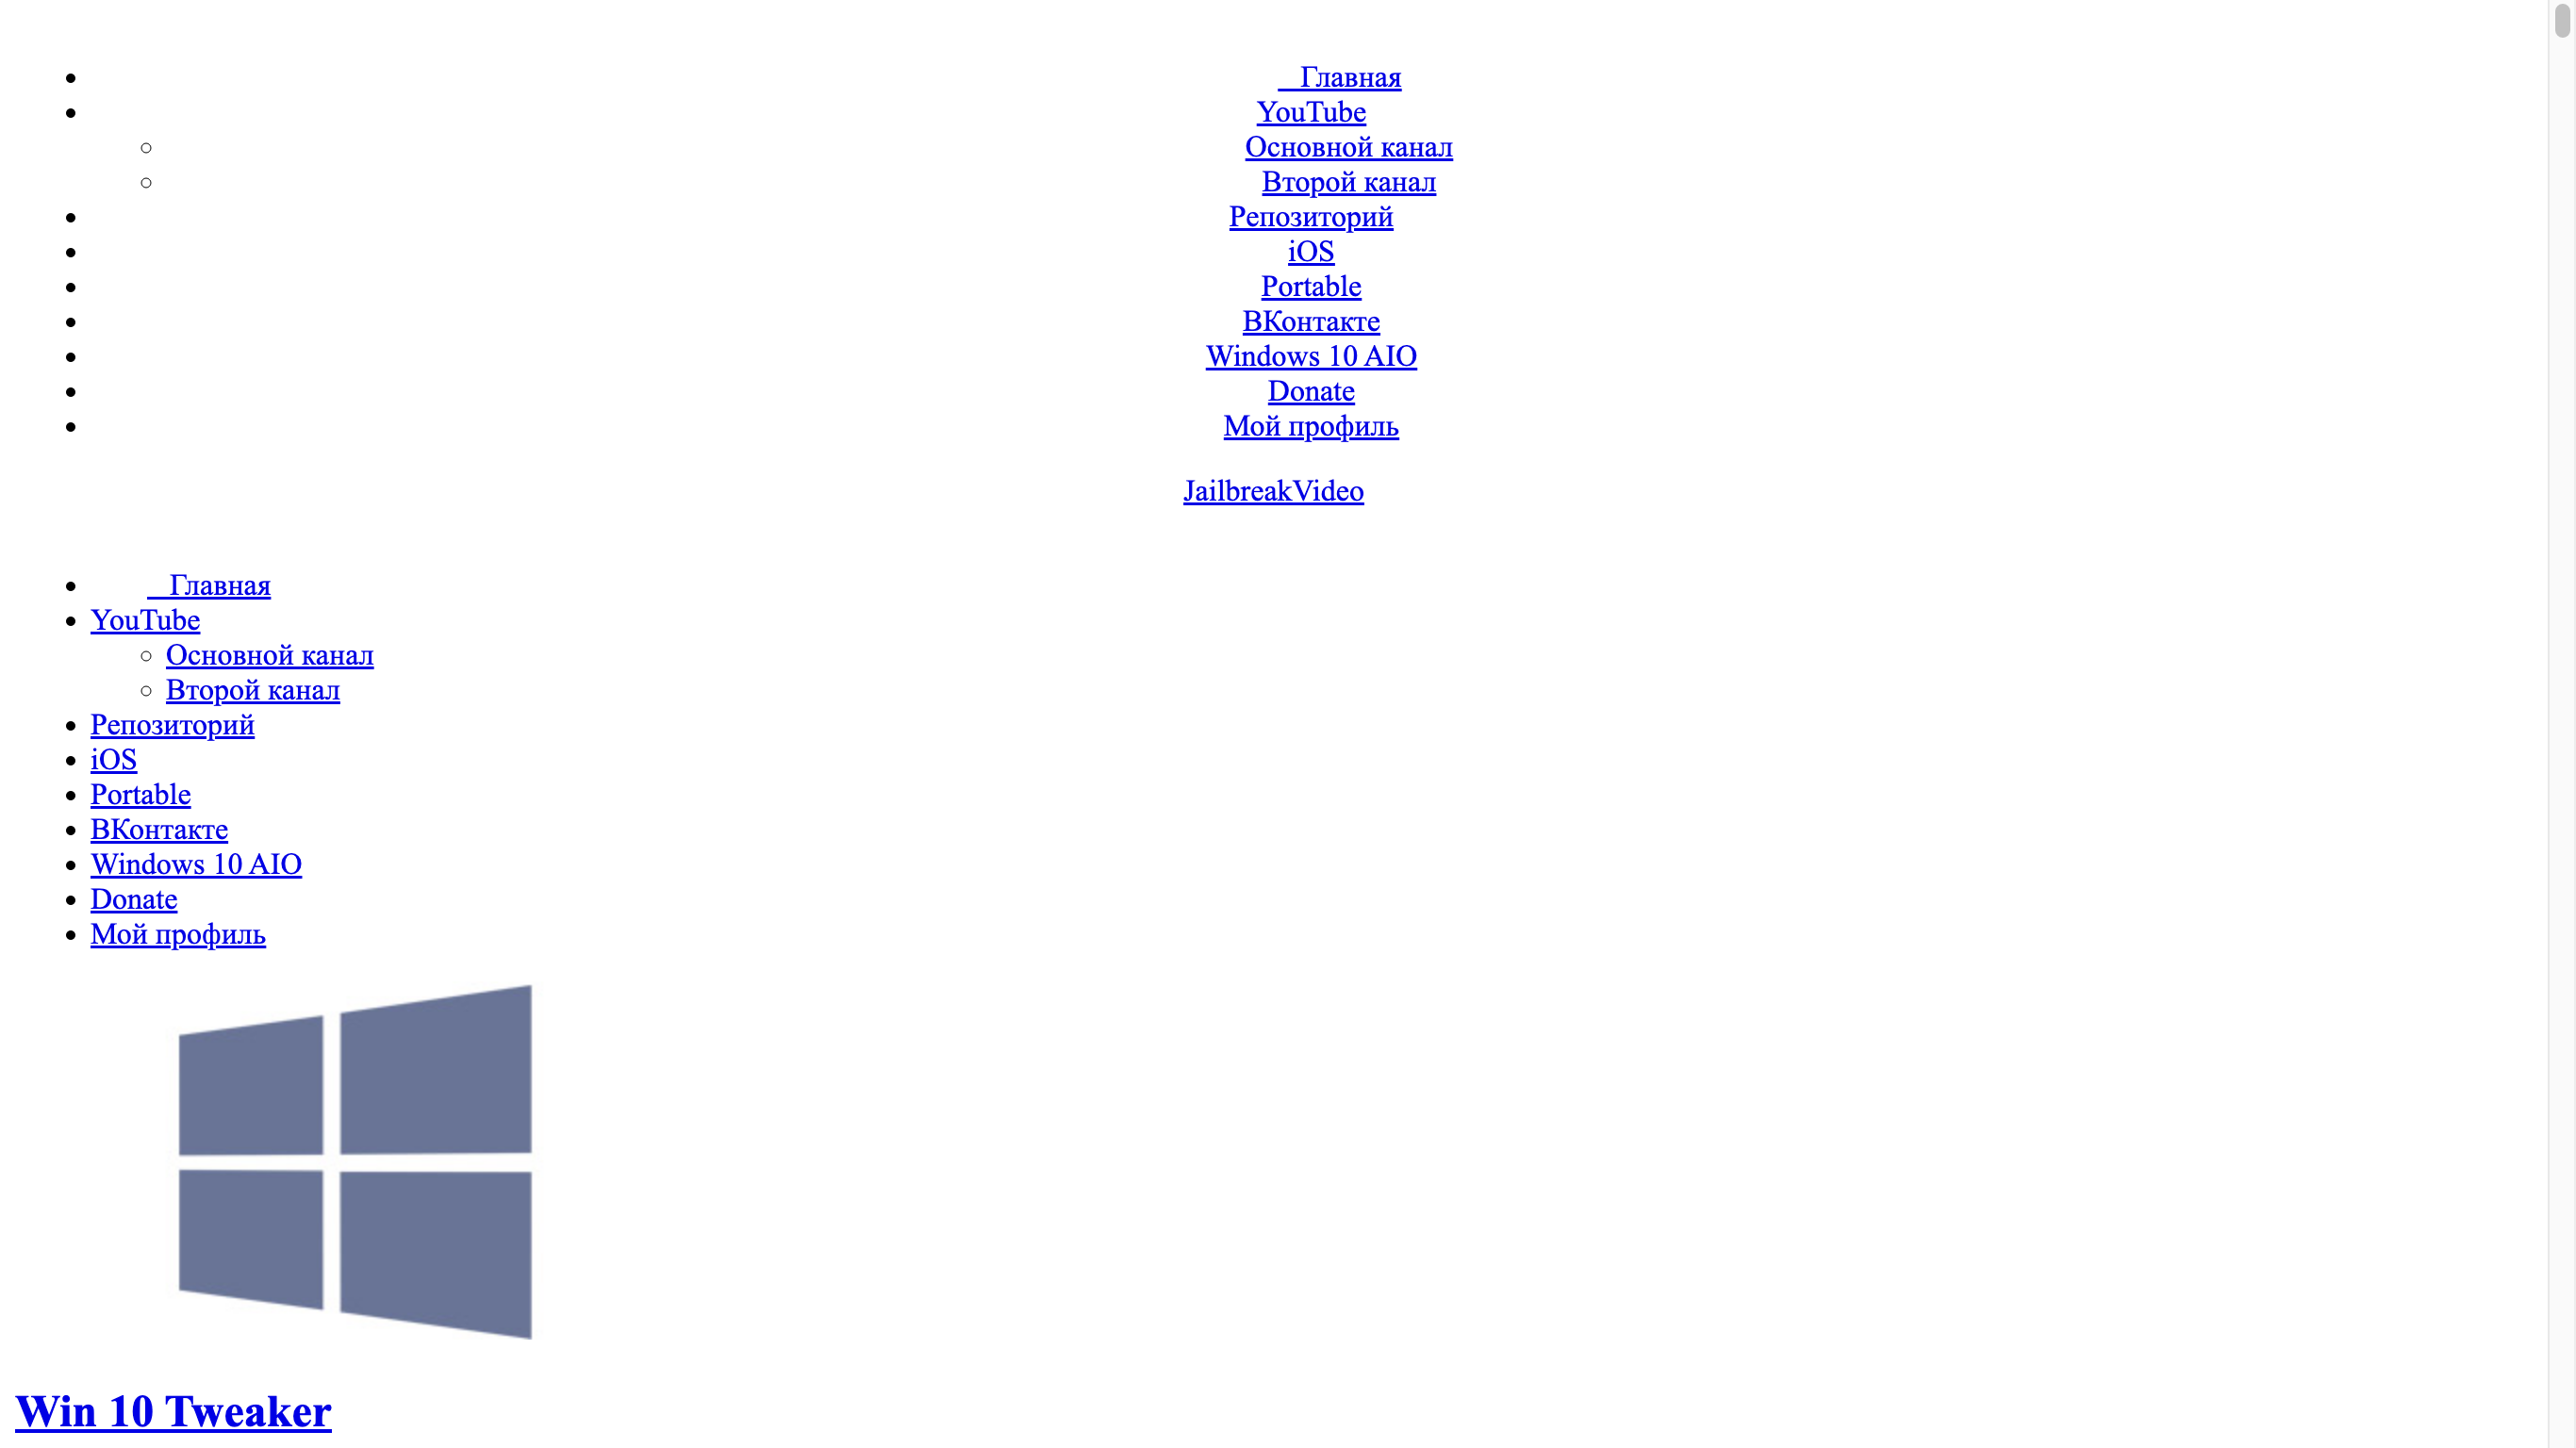 Главная
YouTube
Основной канал
Второй канал
Репозиторий
iOS
Portable
ВКонтакте
Windows 10 AIO
Donate
Мой профиль
JailbreakVideo
Главная
YouTube
Основной канал
Второй канал
Репозиторий
iOS
Portable
ВКонтакте
Windows 10 AIO
Donate
Мой профиль
Win 10 Tweaker